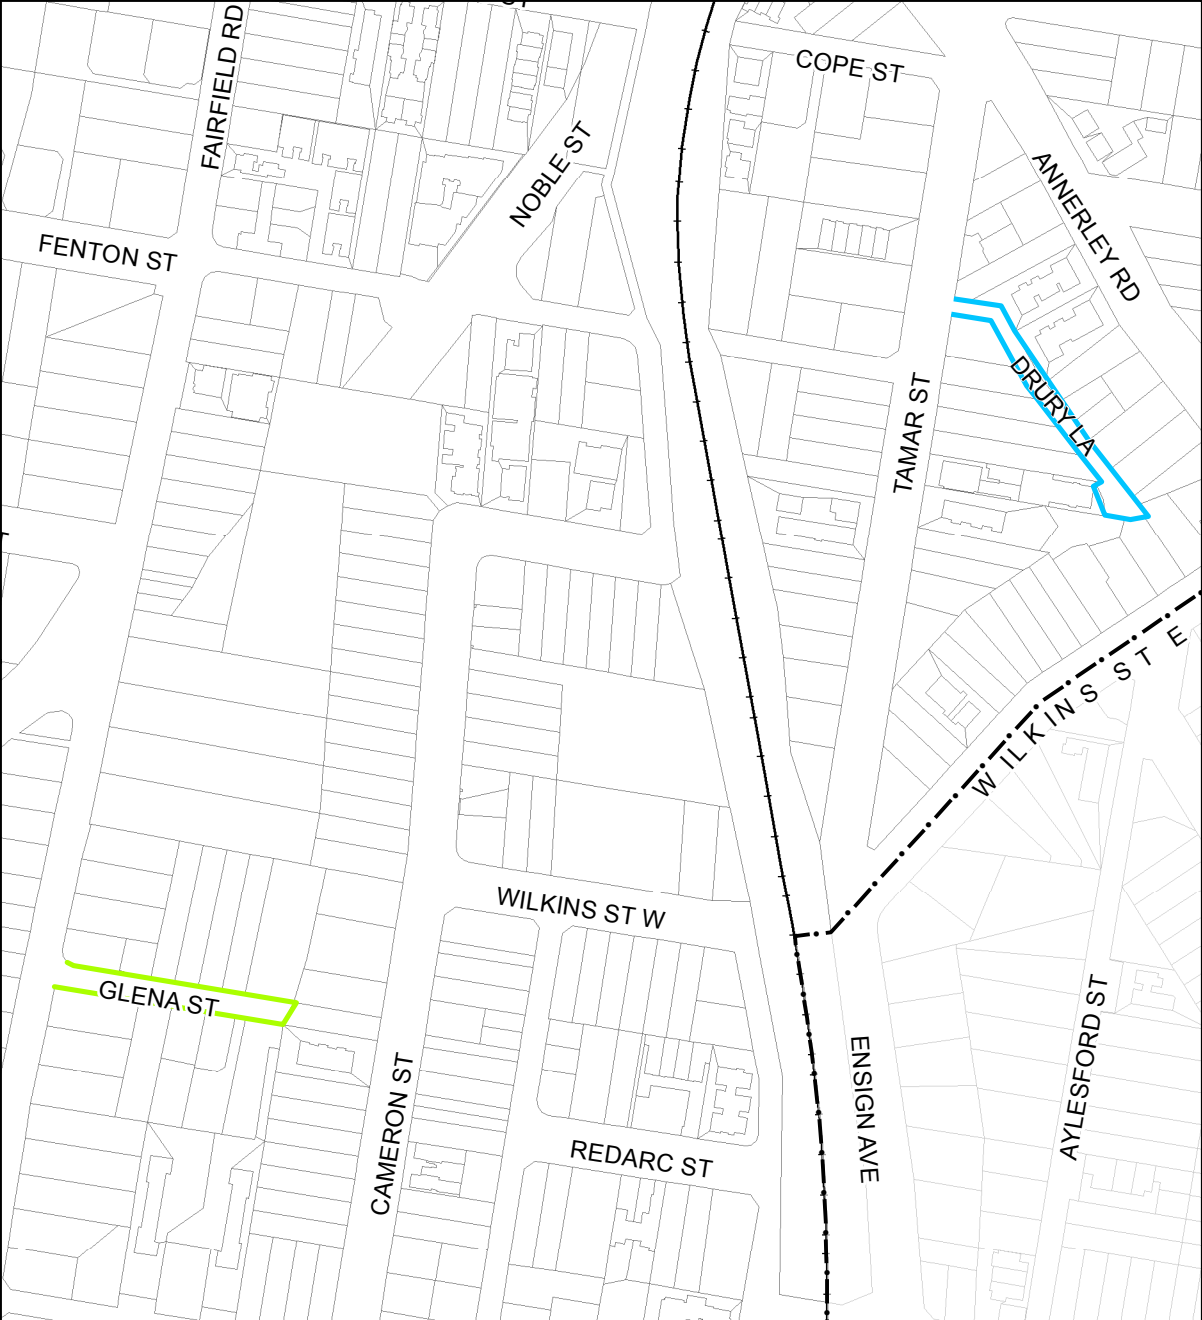 FAIRFIELD RD
COPE ST
NOBLE ST
ANNERLEY RD
FENTON ST
DRURY LA
TAMAR ST
WILKINS ST E
WILKINS ST W
GLENA ST
CAMERON ST
ENSIGN AVE
AYLESFORD ST
REDARC ST